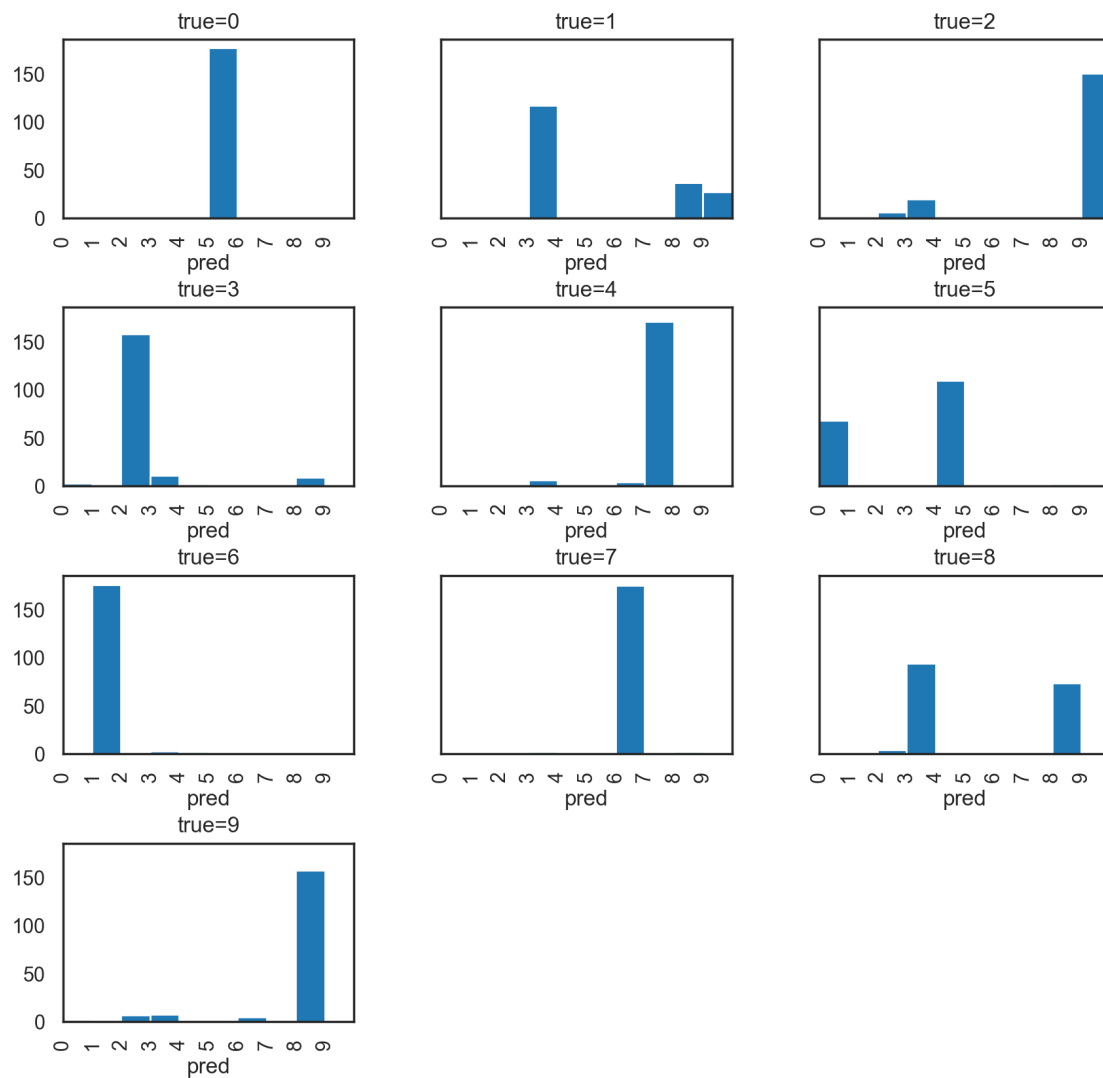 true=0 true=1 true=2
150
100
50
0
0 1 2 3 4 5 6 7 8 9 0 1 2 3 4 5 6 7 8 9 0 1 2 3 4 5 6 7 8 9
pred pred pred
true=3 true=4 true=5
150
100
50
0
0 1 2 3 4 5 6 7 8 9 0 1 2 3 4 5 6 7 8 9 0 1 2 3 4 5 6 7 8 9
pred pred pred
true=6 true=7 true=8
150
100
50
0
0 1 2 3 4 5 6 7 8 9 0 1 2 3 4 5 6 7 8 9 0 1 2 3 4 5 6 7 8 9
pred pred pred
true=9
150
100
50
0
0 1 2 3 4 5 6 7 8 9
pred